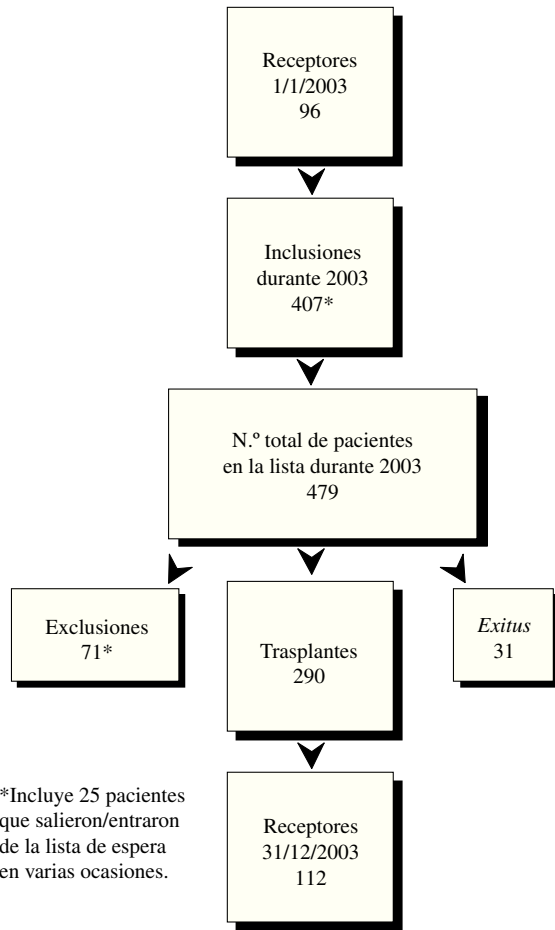 Receptores
1/1/2003
96
Inclusiones
durante 2003
407*
N.º total de pacientes
en la lista durante 2003
479
Exclusiones
71*
Trasplantes
290
Exitus
31
*Incluye 25 pacientes
que salieron/entraron
de la lista de espera
en varias ocasiones.
Receptores
31/12/2003
112